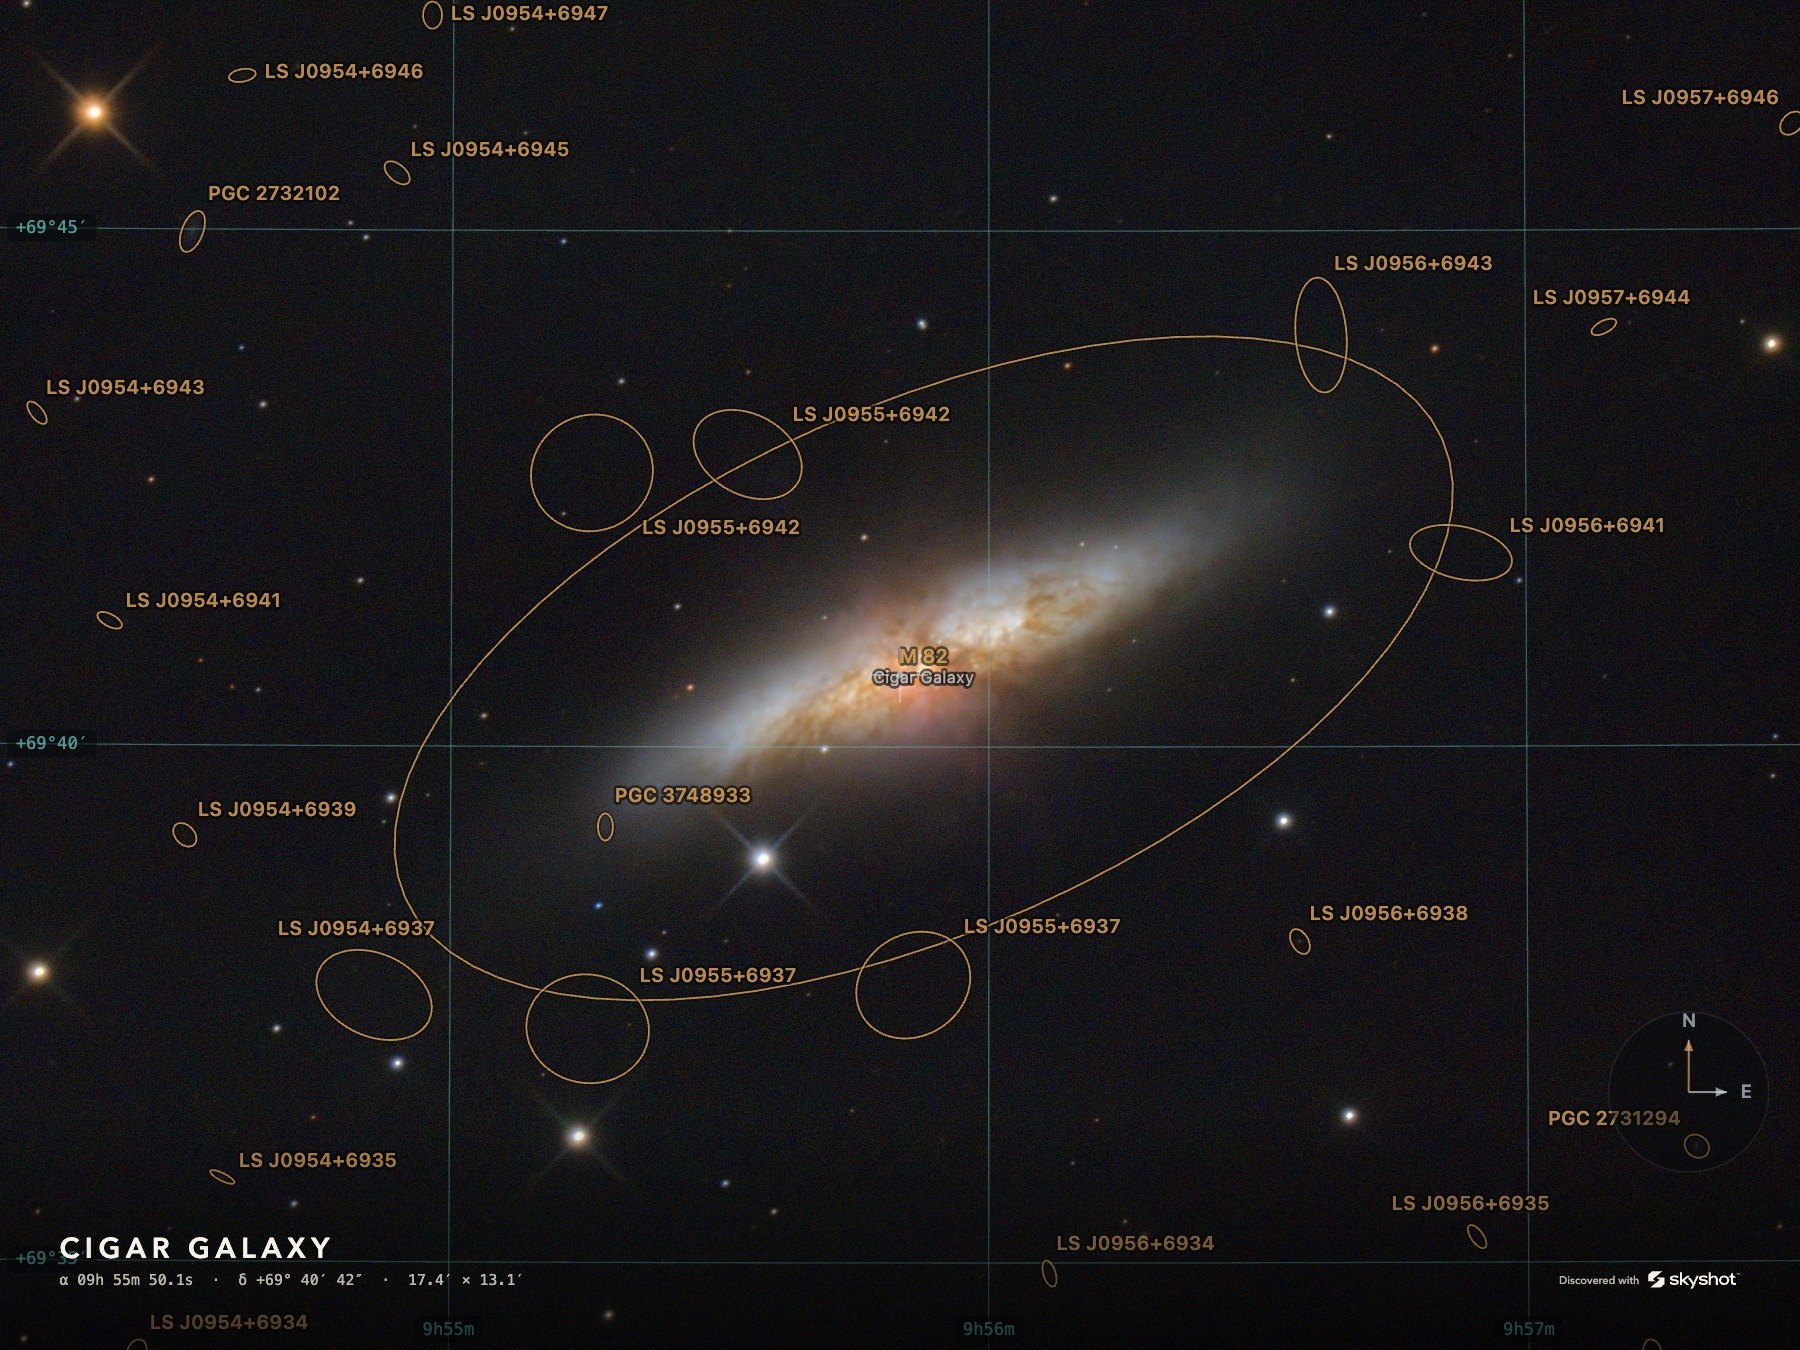 LS J0954+6947
LS J0954+6946
LS J0957+6946
LS J0954+6945
PGC 2732102
+69°45′
LS J0956+6943
LS J0957+6944
LS J0954+6943
LS J0955+6942
LS J0955+6942
LS J0956+6941
LS J0954+6941
M 82
Cigar Galaxy
+69°40′
PGC 3748933
LS J0954+6939
LS J0956+6938
LS J0954+6937
LS J0955+6937
LS J0955+6937
N
E
PGC 2731294
LS J0954+6935
LS J0956+6935
LS J0956+6934
CIGAR GALAXY
+69°35′
α 09h 55m 50.1s · δ +69° 40′ 42″ · 17.4′ × 13.1′
Discovered with skyshot
LS J0954+6934
9h55m
9h56m
9h57m